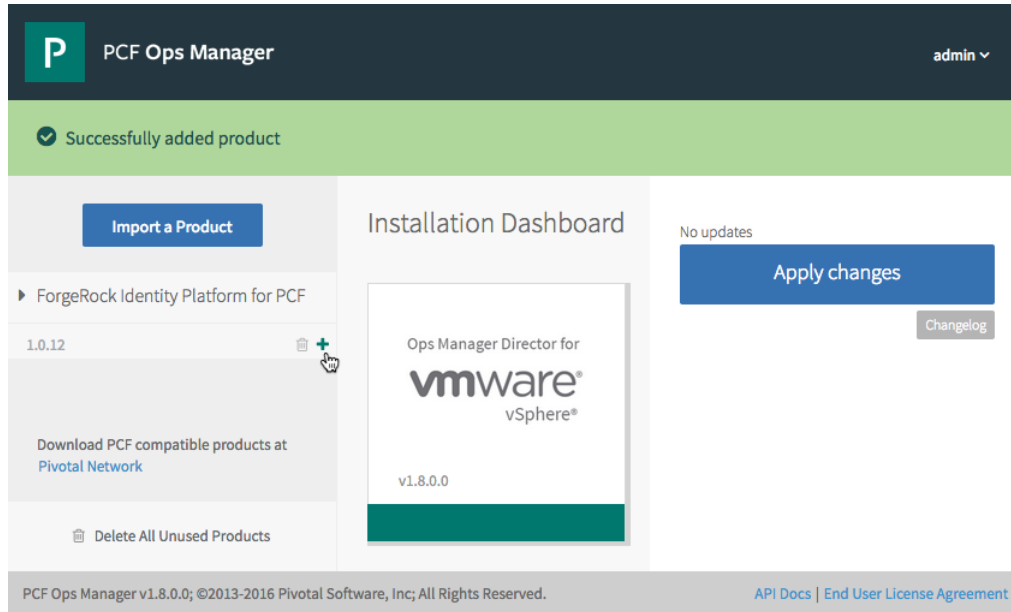 P
PCF Ops Manager
admin
Successfully added product
Import a Product
ForgeRock Identity Platform for PCF
1.0.12
Download PCF compatible products at
Pivotal Network
Delete All Unused Products
Installation Dashboard
Ops Manager Director for
vmware®
vSphere®
v1.8.0.0
No updates
Apply changes
Changelog
PCF Ops Manager v1.8.0.0; ©2013-2016 Pivotal Software, Inc; All Rights Reserved.
API Docs | End User License Agreement